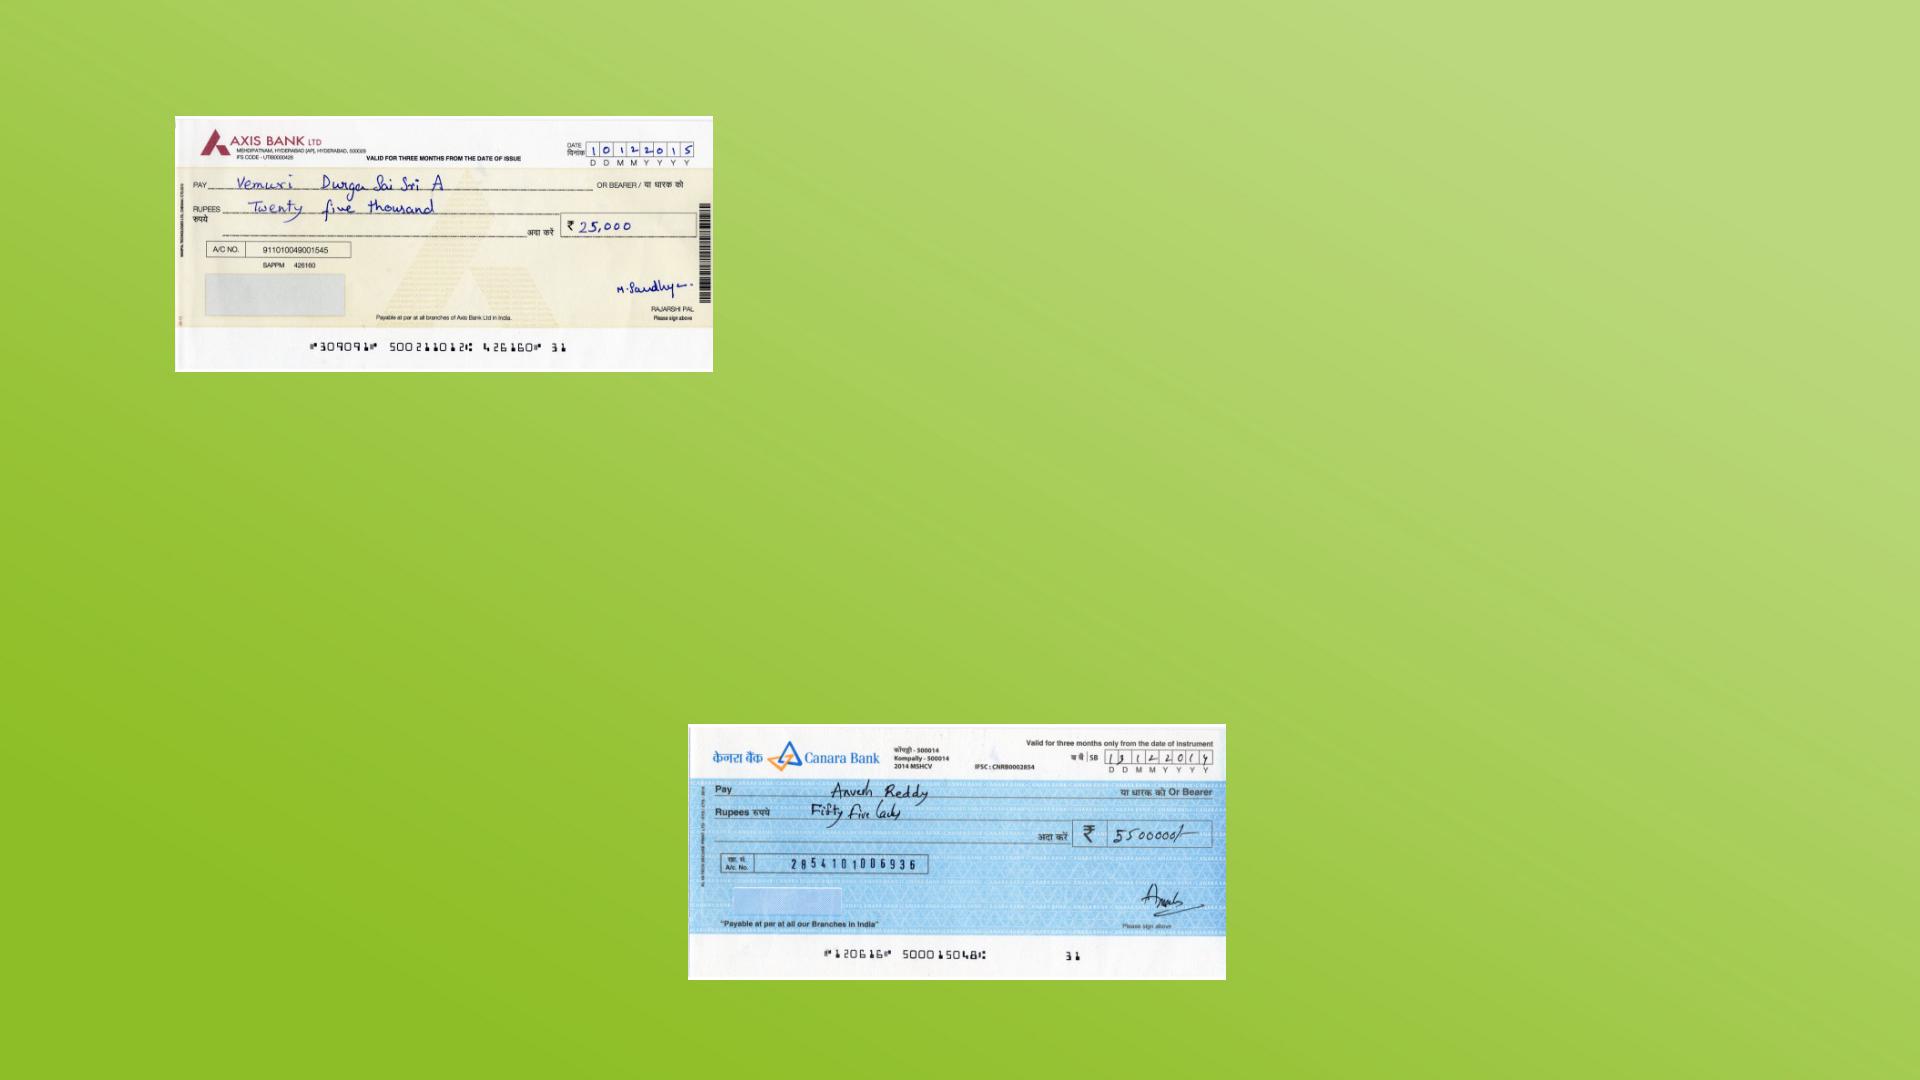 AXIS BANK LTD
MEHDIPATNAM, HYDERABAD [AP], HYDERABAD, 500028
IFS CODE - UTIB0000426
VALID FOR THREE MONTHS FROM THE DATE OF ISSUE
DATE दिनांक 1 0 1 2 2 0 1 5
D D M M Y Y Y Y
PAY Vemuri Durga Sai Sri A OR BEARER / या धारक को
RUPEES रुपये Twenty five thousand
अदा करें ₹ 25,000
A/C NO. 911010049001545
SAPPM 426160
M. Sandhya
RAJARSHI PAL
Payable at par at all branches of Axis Bank Ltd in India.
Please sign above
⑈309091⑈ 500211012⑆ 426160⑈ 31
Valid for three months only from the date of instrument
केनरा बैंक Canara Bank
कोंपल्ली - 500014
Kompally - 500014
2014 MSHCV
IFSC : CNRB0002854
ब बैं SB 1 3 1 2 2 0 1 4
D D M M Y Y Y Y
Pay Anvesh Reddy या धारक को Or Bearer
Rupees रुपये Fifty five lacks
अदा करें ₹ 5500000/-
खा. सं.
A/c. No. 2854101006936
"Payable at par at all our Branches in India"
Please sign above
⑈120616⑈ 500015048⑆ 31